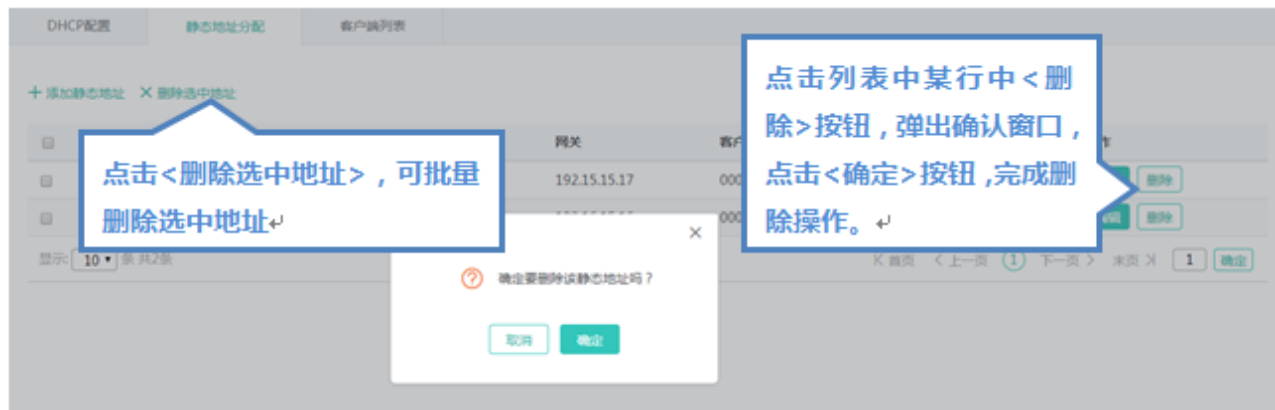 DHCP配置 静态地址分配 客户端列表
+ 添加静态地址 × 删除选中地址
点击<删除选中地址>，可批量
删除选中地址↵
点击列表中某行中<删
除>按钮，弹出确认窗口，
点击<确定>按钮,完成删
除操作。↵
网关
192.15.15.17 000 删除
000 删除
显示: 10 条 共2条 首页 上一页 1 下一页 末页 1 确定
×
确定要删除该静态地址吗？
取消 确定